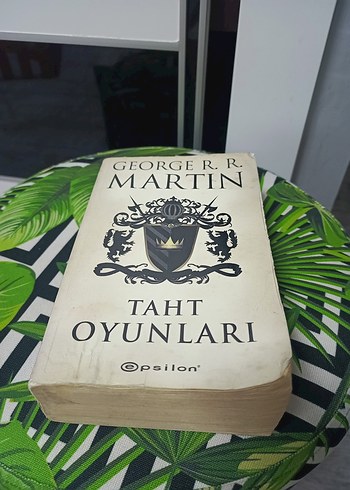 GEORGE R. R.
MARTIN
TAHT
OYUNLARI
epsilon®